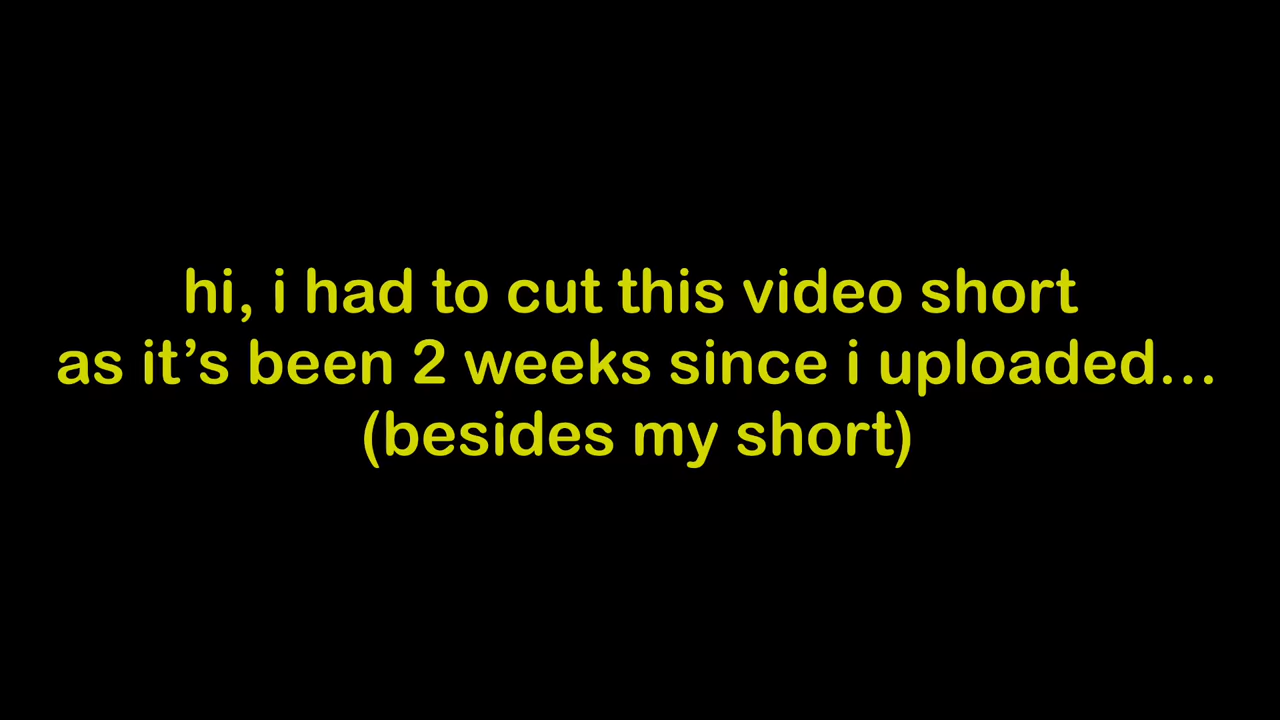 hi, i had to cut this video short
as it’s been 2 weeks since i uploaded…
(besides my short)